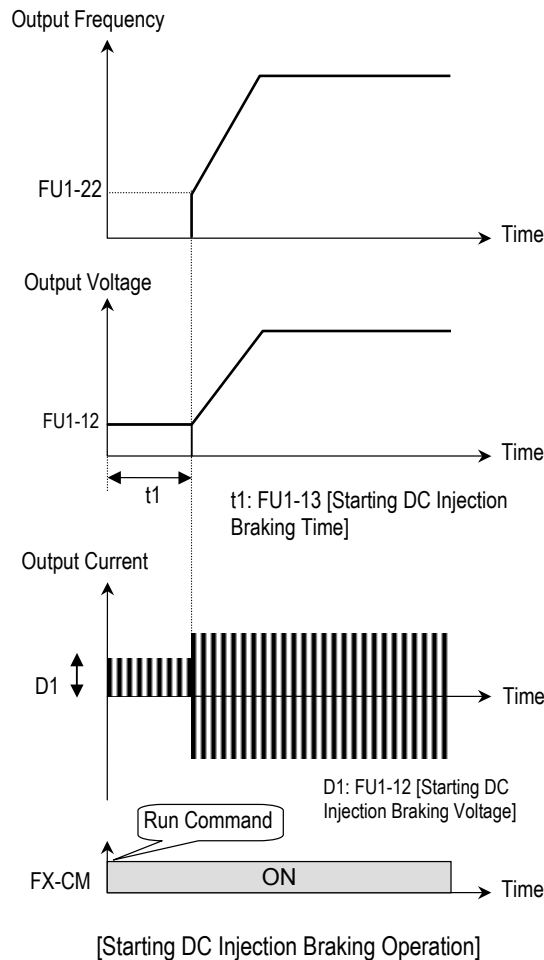 Output Frequency
FU1-22
Time
Output Voltage
FU1-12
Time
t1
t1: FU1-13 [Starting DC Injection
Braking Time]
Output Current
D1
Time
D1: FU1-12 [Starting DC
Injection Braking Voltage]
Run Command
FX-CM
ON
Time
[Starting DC Injection Braking Operation]